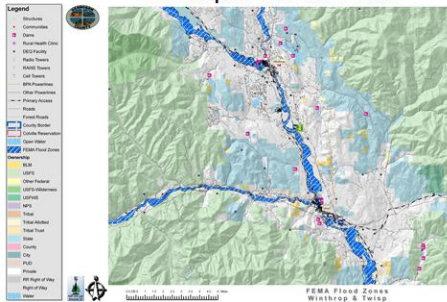 Legend
Structures
Communities
Dams
Rural Health Clinic
DEQ Facility
Radio Towers
RAWS Towers
Cell Towers
BPA Powerlines
Other Powerlines
Primary Access
Roads
Forest Roads
County Border
Colville Reservation
Open Water
FEMA Flood Zones
Ownership
BLM
USFS
Other Federal
USFS-Wilderness
USFWS
NPS
Tribal
Tribal Allotted
Tribal Trust
State
County
City
PUD
Private
RR Right of Way
Right of Way
Water
FEMA Flood Zones
Winthrop & Twisp